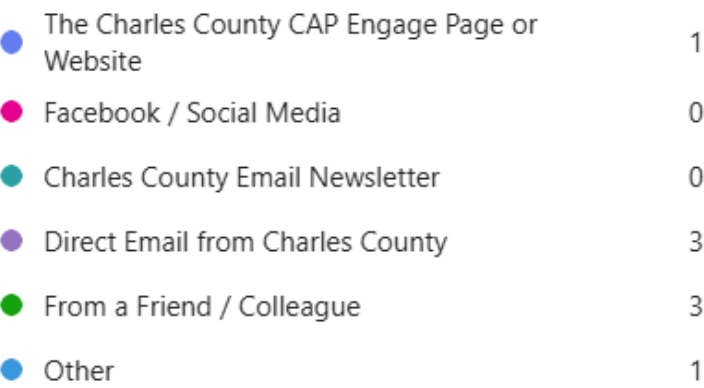 The Charles County CAP Engage Page or
Website 1
Facebook / Social Media 0
Charles County Email Newsletter 0
Direct Email from Charles County 3
From a Friend / Colleague 3
Other 1